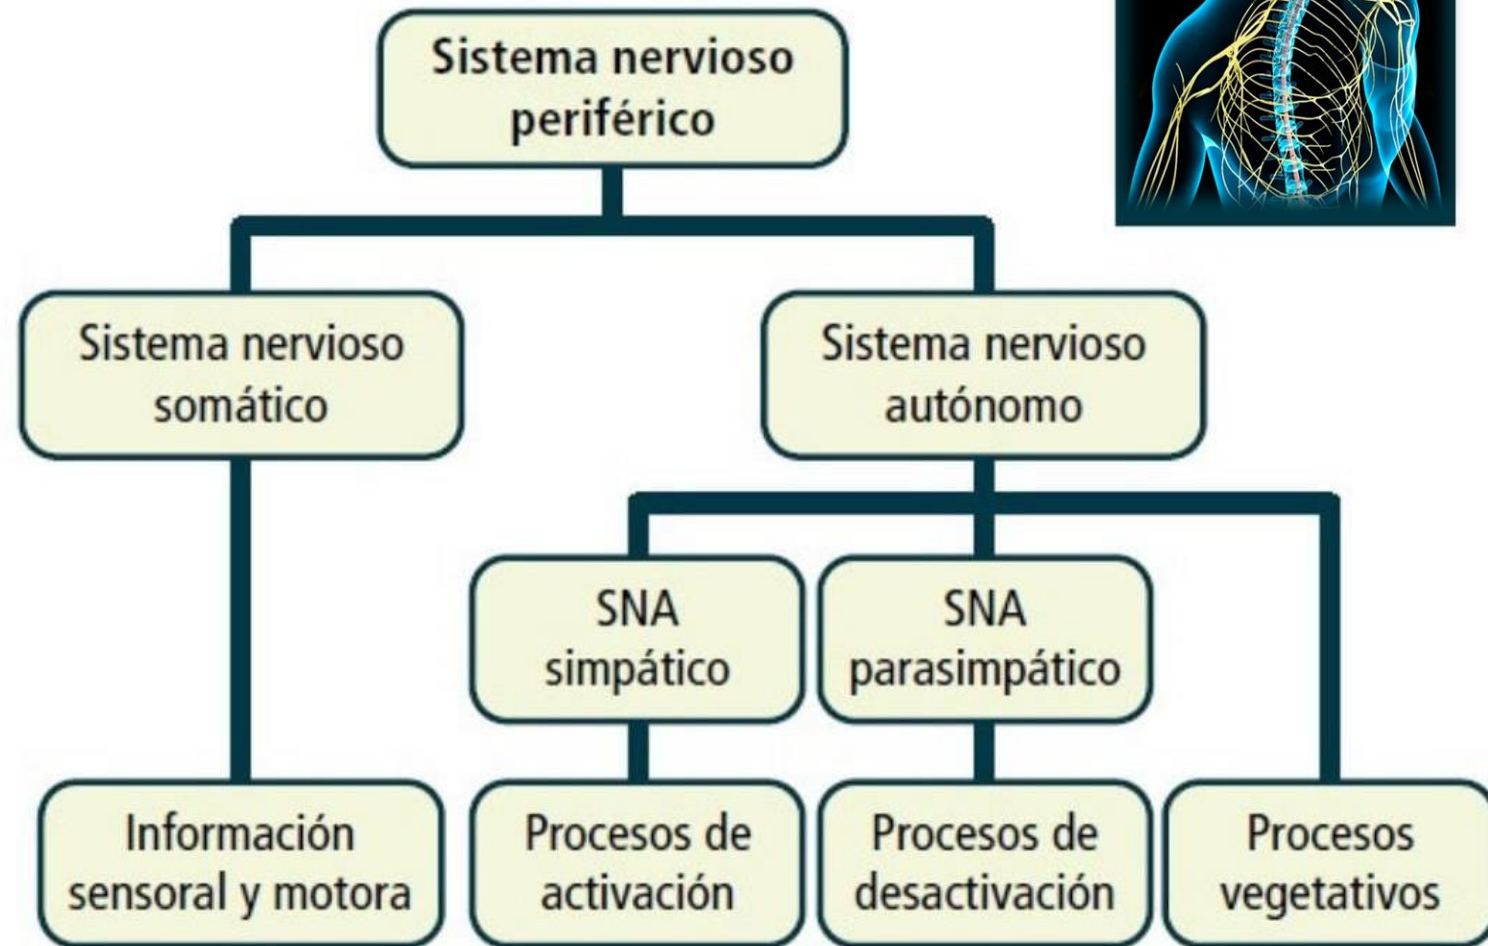 Sistema nervioso
periférico
Sistema nervioso
somático
Sistema nervioso
autónomo
SNA
simpático
SNA
parasimpático
Información
sensoral y motora
Procesos de
activación
Procesos de
desactivación
Procesos
vegetativos